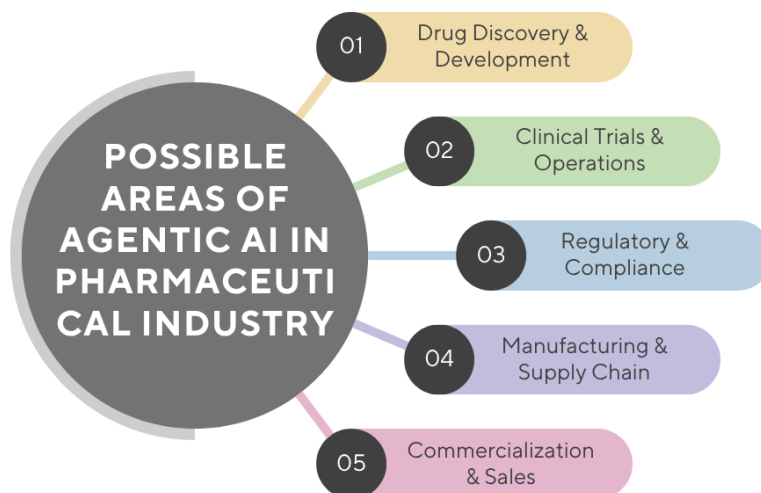 POSSIBLE
AREAS OF
AGENTIC AI IN
PHARMACEUTI
CAL INDUSTRY
01
Drug Discovery &
Development
02
Clinical Trials &
Operations
03
Regulatory &
Compliance
04
Manufacturing &
Supply Chain
05
Commercialization
& Sales